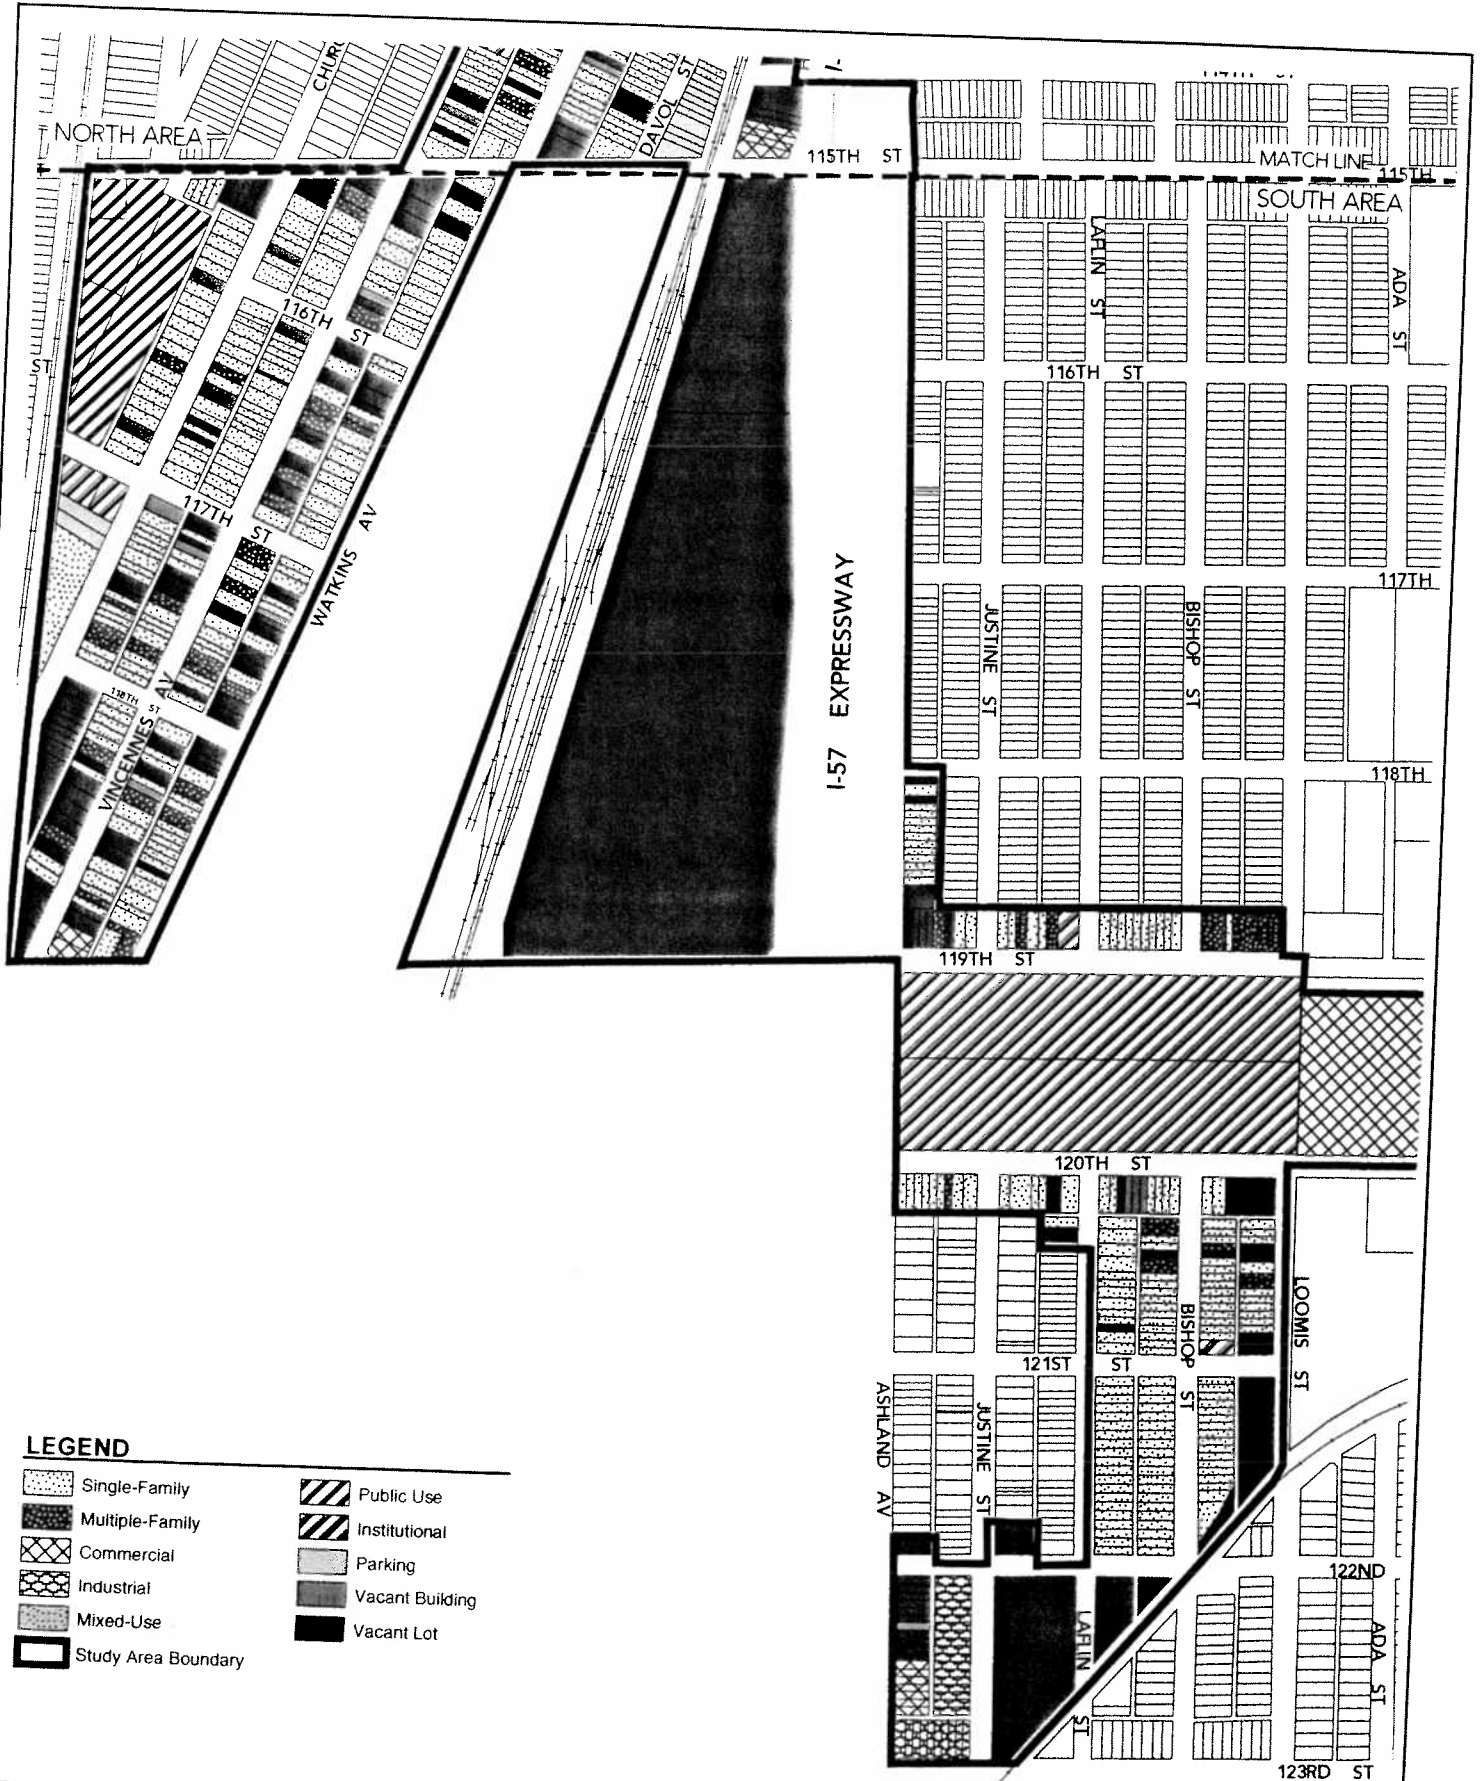 CHURC
DAVOL ST
I-
114TH ST
NORTH AREA
115TH ST
MATCH LINE
115TH
SOUTH AREA
LAFLIN ST
ADA ST
116TH ST
ST
116TH ST
117TH ST
WATKINS AV
I-57 EXPRESSWAY
117TH
JUSTINE ST
BISHOP ST
118TH ST
VINCENNES AV
118TH
119TH ST
120TH ST
LOOMIS ST
BISHOP ST
121ST ST
ASHLAND AV
JUSTINE ST
LEGEND
Single-Family
Multiple-Family
Commercial
Industrial
Mixed-Use
Study Area Boundary
Public Use
Institutional
Parking
Vacant Building
Vacant Lot
122ND
LAFLIN ST
ADA ST
123RD ST